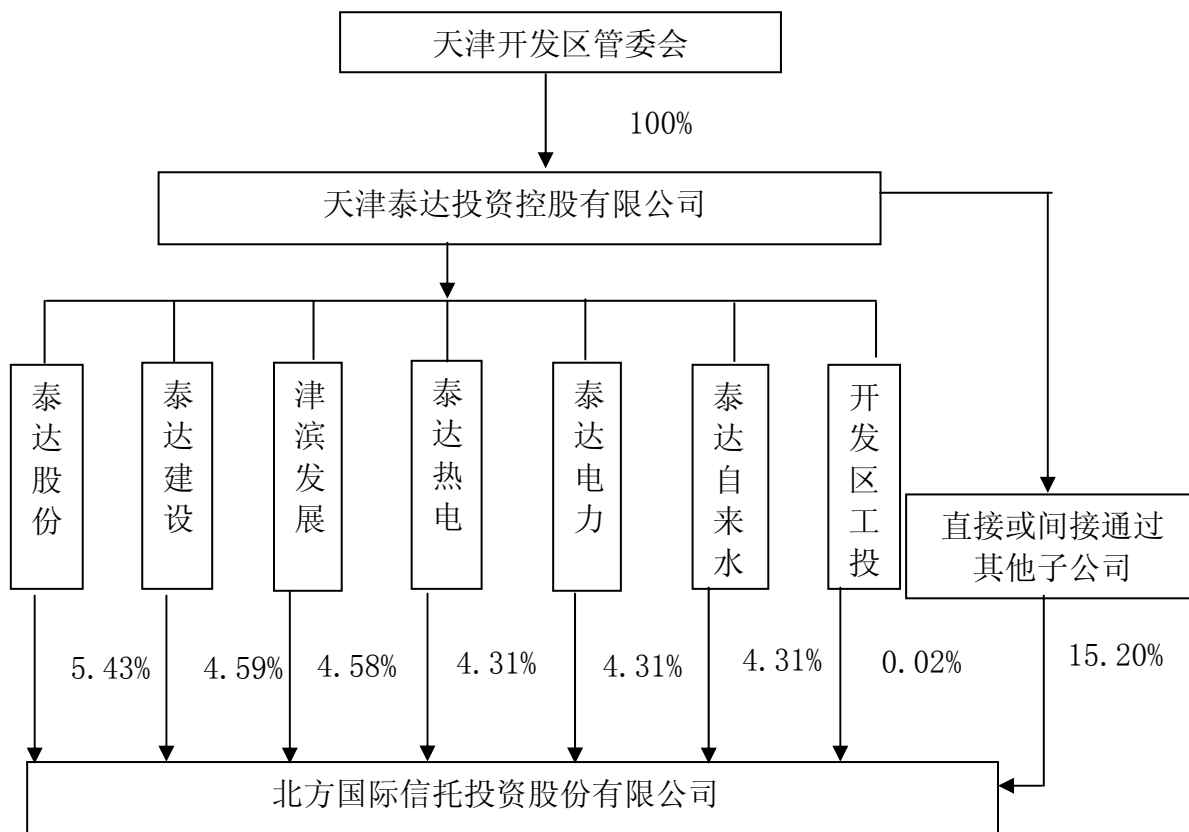 天津开发区管委会
100%
天津泰达投资控股有限公司
泰达股份
泰达建设
津滨发展
泰达热电
泰达电力
泰达自来水
开发区工投
直接或间接通过
其他子公司
5.43%
4.59%
4.58%
4.31%
4.31%
4.31%
0.02%
15.20%
北方国际信托投资股份有限公司